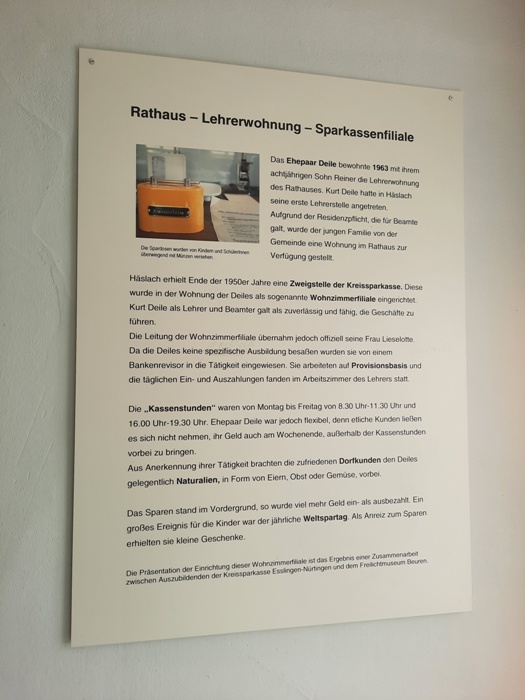 Rathaus – Lehrerwohnung – Sparkassenfiliale
Das Ehepaar Deile bewohnte 1963 mit ihrem
achtjährigen Sohn Reiner die Lehrerwohnung
des Rathauses. Kurt Deile hatte in Häslach
seine erste Lehrerstelle angetreten.
Aufgrund der Residenzpflicht, die für Beamte
galt, wurde der jungen Familie von der
Gemeinde eine Wohnung im Rathaus zur
Verfügung gestellt.
Die Spardosen wurden von Kindern und SchülerInnen
überwiegend mit Münzen versehen.
Häslach erhielt Ende der 1950er Jahre eine Zweigstelle der Kreissparkasse. Diese
wurde in der Wohnung der Deiles als sogenannte Wohnzimmerfiliale eingerichtet.
Kurt Deile als Lehrer und Beamter galt als zuverlässig und fähig, die Geschäfte zu
führen.
Die Leitung der Wohnzimmerfiliale übernahm jedoch offiziell seine Frau Lieselotte.
Da die Deiles keine spezifische Ausbildung besaßen wurden sie von einem
Bankenrevisor in die Tätigkeit eingewiesen. Sie arbeiteten auf Provisionsbasis und
die täglichen Ein- und Auszahlungen fanden im Arbeitszimmer des Lehrers statt.
Die „Kassenstunden“ waren von Montag bis Freitag von 8.30 Uhr-11.30 Uhr und
16.00 Uhr-19.30 Uhr. Ehepaar Deile war jedoch flexibel, denn etliche Kunden ließen
es sich nicht nehmen, ihr Geld auch am Wochenende, außerhalb der Kassenstunden
vorbei zu bringen.
Aus Anerkennung ihrer Tätigkeit brachten die zufriedenen Dorfkunden den Deiles
gelegentlich Naturalien, in Form von Eiern, Obst oder Gemüse, vorbei.
Das Sparen stand im Vordergrund, so wurde viel mehr Geld ein- als ausbezahlt. Ein
großes Ereignis für die Kinder war der jährliche Weltspartag. Als Anreiz zum Sparen
erhielten sie kleine Geschenke.
Die Präsentation der Einrichtung dieser Wohnzimmerfiliale ist das Ergebnis einer Zusammenarbeit
zwischen Auszubildenden der Kreissparkasse Esslingen-Nürtingen und dem Freilichtmuseum Beuren.